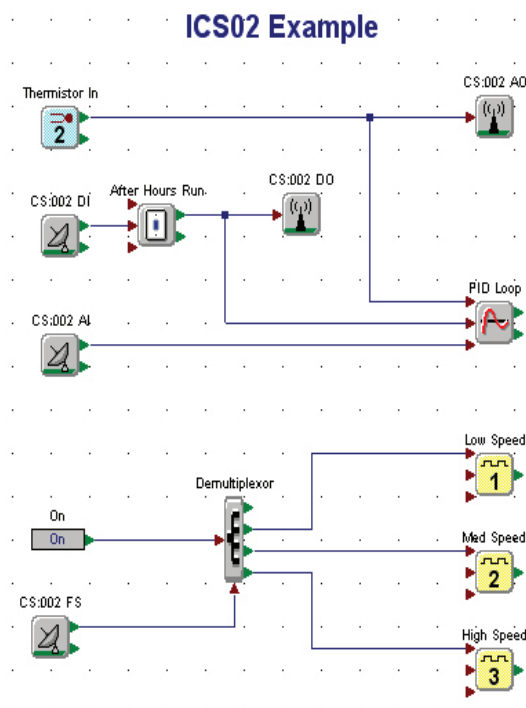 ICS02 Example
Thermistor In
CS:002 AO
2
CS:002 DI
After Hours Run
CS:002 DO
PID Loop
CS:002 AI
Low Speed
1
Demultiplexor
On
On
Med Speed
2
CS:002 FS
High Speed
3